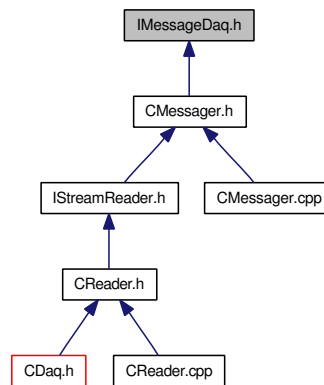 IMessageDaq.h
CMessager.h
IStreamReader.h
CMessager.cpp
CReader.h
CDaq.h
CReader.cpp